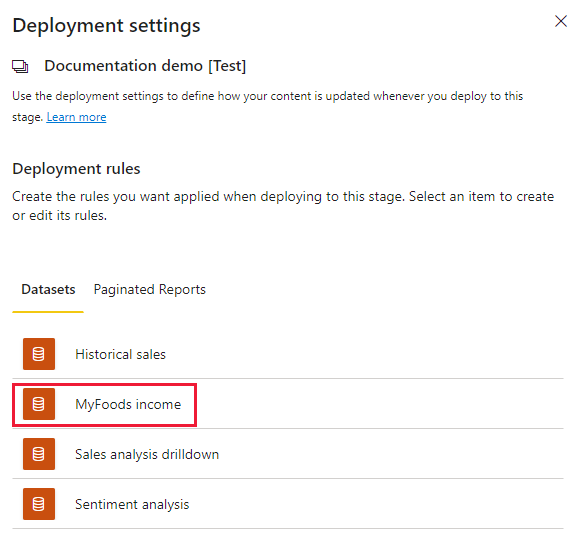 Deployment settings
Documentation demo [Test]
Use the deployment settings to define how your content is updated whenever you deploy to this
stage. Learn more
Deployment rules
Create the rules you want applied when deploying to this stage. Select an item to create
or edit its rules.
Datasets Paginated Reports
Historical sales
MyFoods income
Sales analysis drilldown
Sentiment analysis